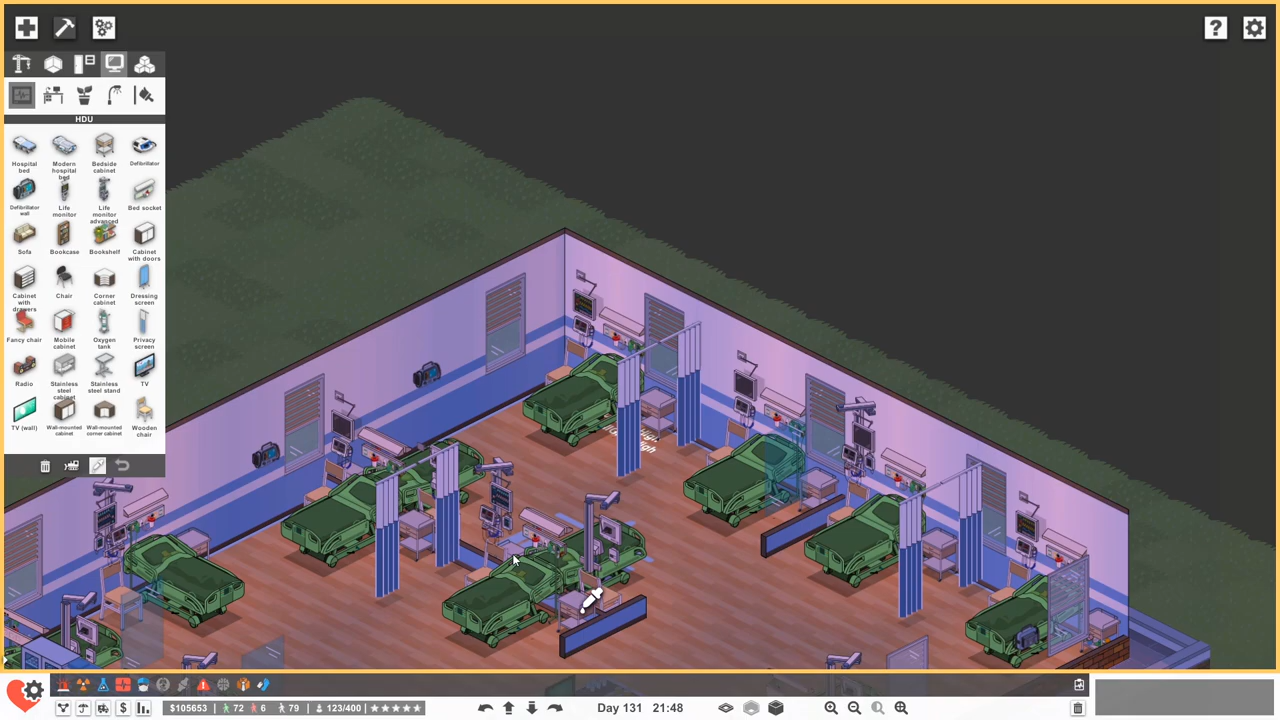 ?
HDU
Hospital bed
Modern hospital bed
Bedside cabinet
Defibrillator
Defibrillator wall
Life monitor
Life monitor advanced
Bed socket
Sofa
Bookcase
Bookshelf
Cabinet with doors
Cabinet with drawers
Chair
Corner cabinet
Dressing screen
Fancy chair
Mobile cabinet
Oxygen tank
Privacy screen
Radio
Stainless steel cabinet
Stainless steel stand
TV
TV (wall)
Wall-mounted cabinet
Wall-mounted corner cabinet
Wooden chair
$105653 72 6 79 123/400
Day 131 21:48